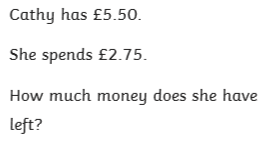 Cathy has £5.50.
She spends £2.75.
How much money does she have
left?